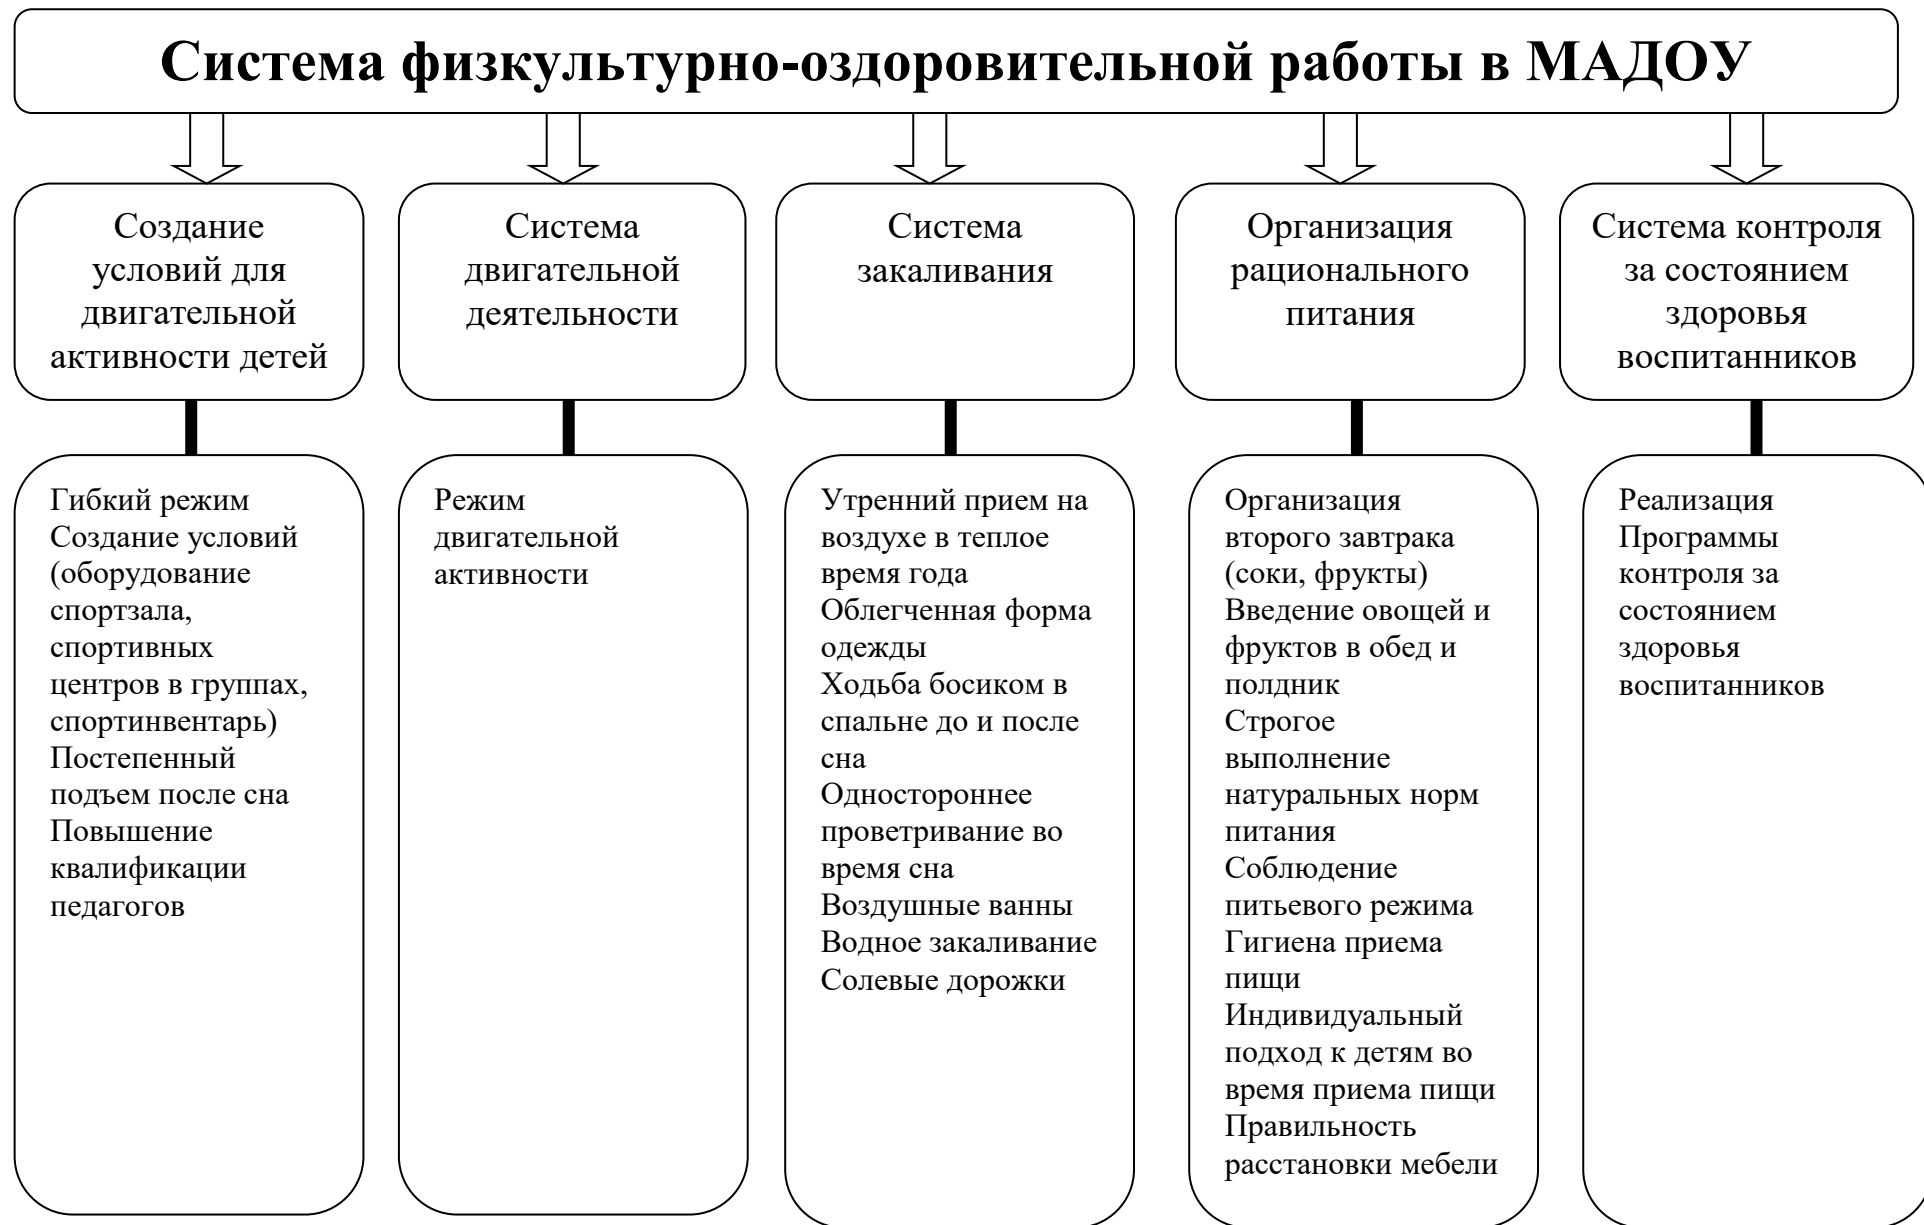 Система физкультурно-оздоровительной работы в МАДОУ
Создание
условий для
двигательной
активности детей
Система
двигательной
деятельности
Система
закаливания
Организация
рационального
питания
Система контроля
за состоянием
здоровья
воспитанников
Гибкий режим
Создание условий
(оборудование
спортзала,
спортивных
центров в группах,
спортинвентарь)
Постепенный
подъем после сна
Повышение
квалификации
педагогов
Режим
двигательной
активности
Утренний прием на
воздухе в теплое
время года
Облегченная форма
одежды
Ходьба босиком в
спальне до и после
сна
Одностороннее
проветривание во
время сна
Воздушные ванны
Водное закаливание
Солевые дорожки
Организация
второго завтрака
(соки, фрукты)
Введение овощей и
фруктов в обед и
полдник
Строгое
выполнение
натуральных норм
питания
Соблюдение
питьевого режима
Гигиена приема
пищи
Индивидуальный
подход к детям во
время приема пищи
Правильность
расстановки мебели
Реализация
Программы
контроля за
состоянием
здоровья
воспитанников